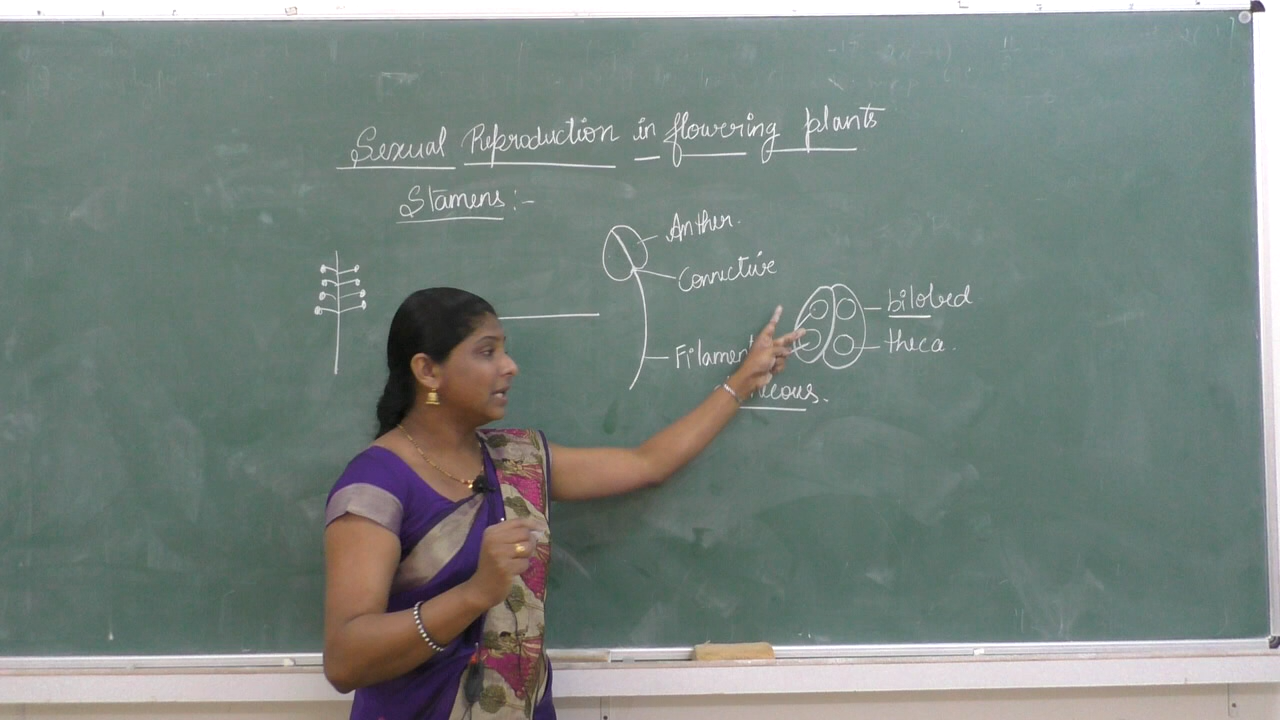 Sexual Reproduction in flowering plants
Stamens :-
Anther.
Connective
bilobed
Filament
theca.